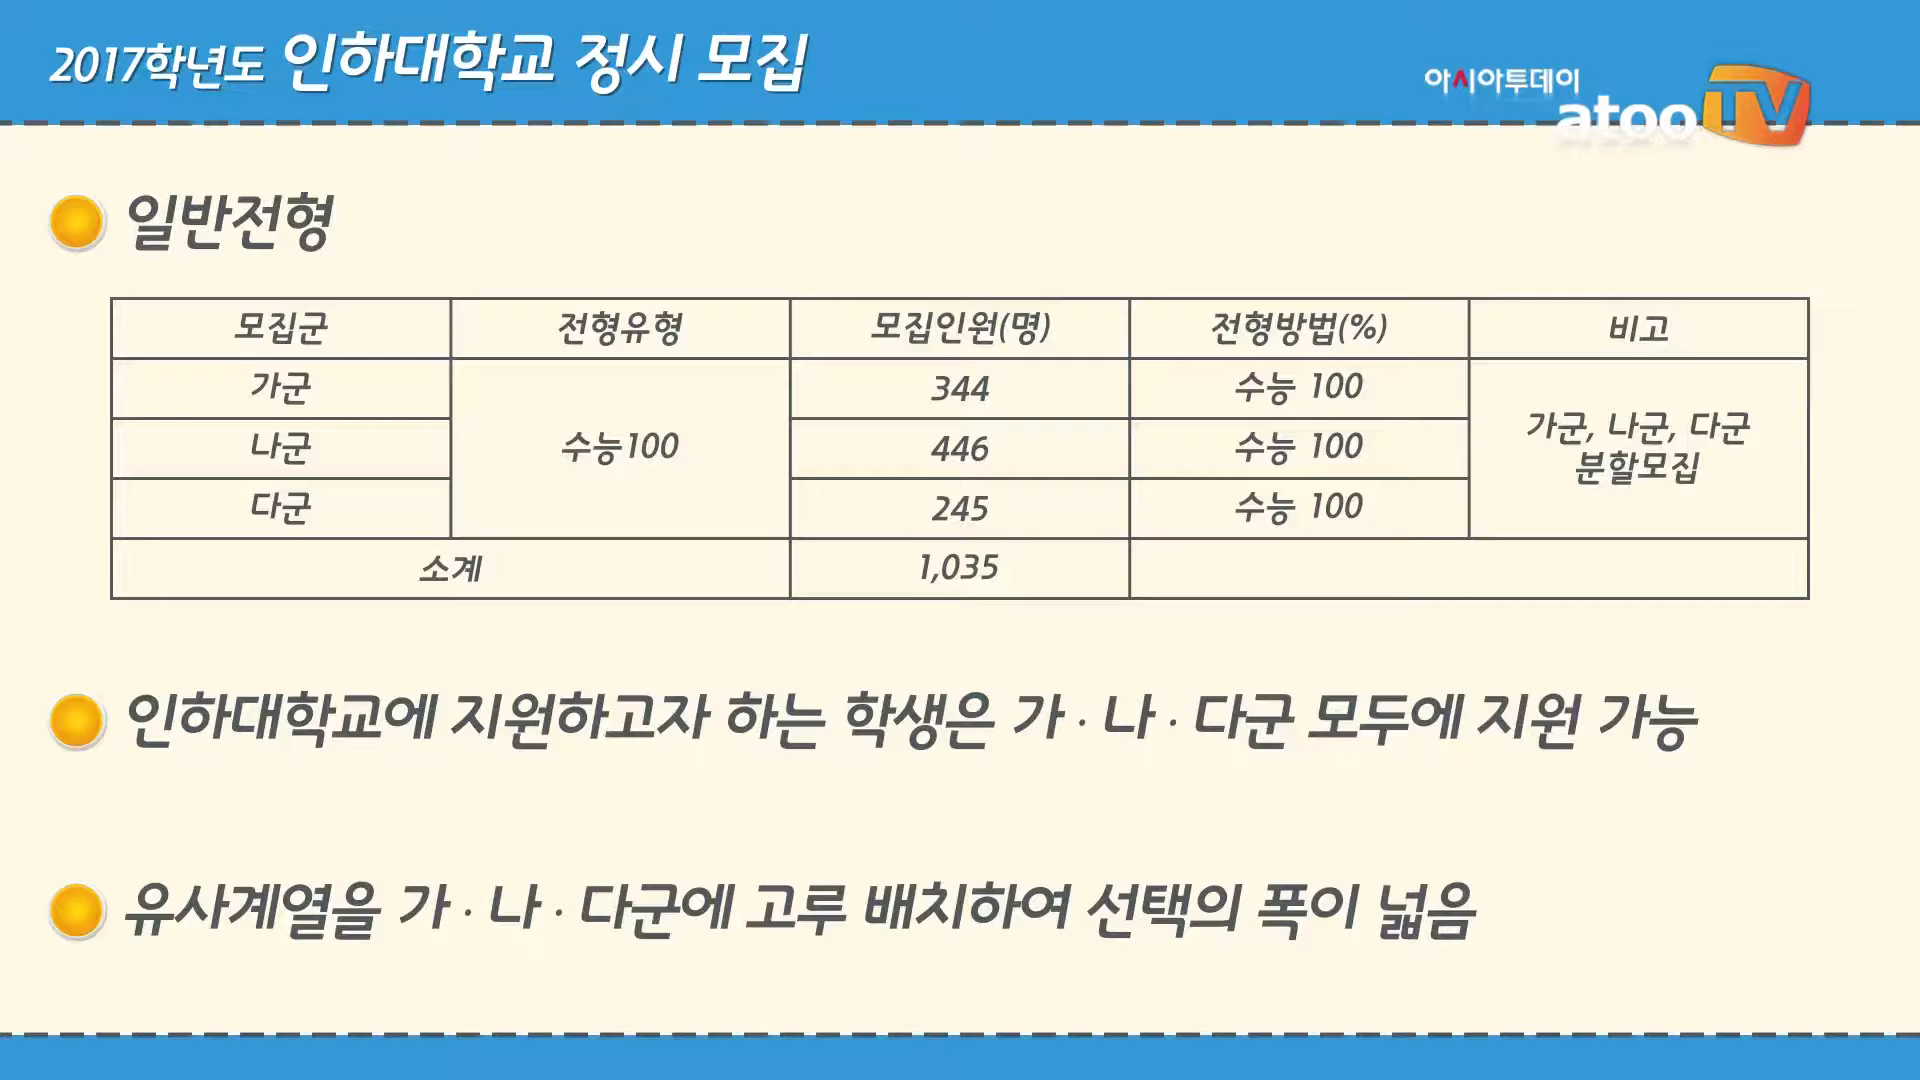 2017학년도 인하대학교 정시 모집
아시아투데이
atooTV
일반전형
모집군 전형유형 모집인원(명) 전형방법(%) 비고
가군 344 수능 100
나군 수능100 446 수능 100 가군, 나군, 다군
분할모집
다군 245 수능 100
소계 1,035
인하대학교에 지원하고자 하는 학생은 가·나·다군 모두에 지원 가능
유사계열을 가·나·다군에 고루 배치하여 선택의 폭이 넓음